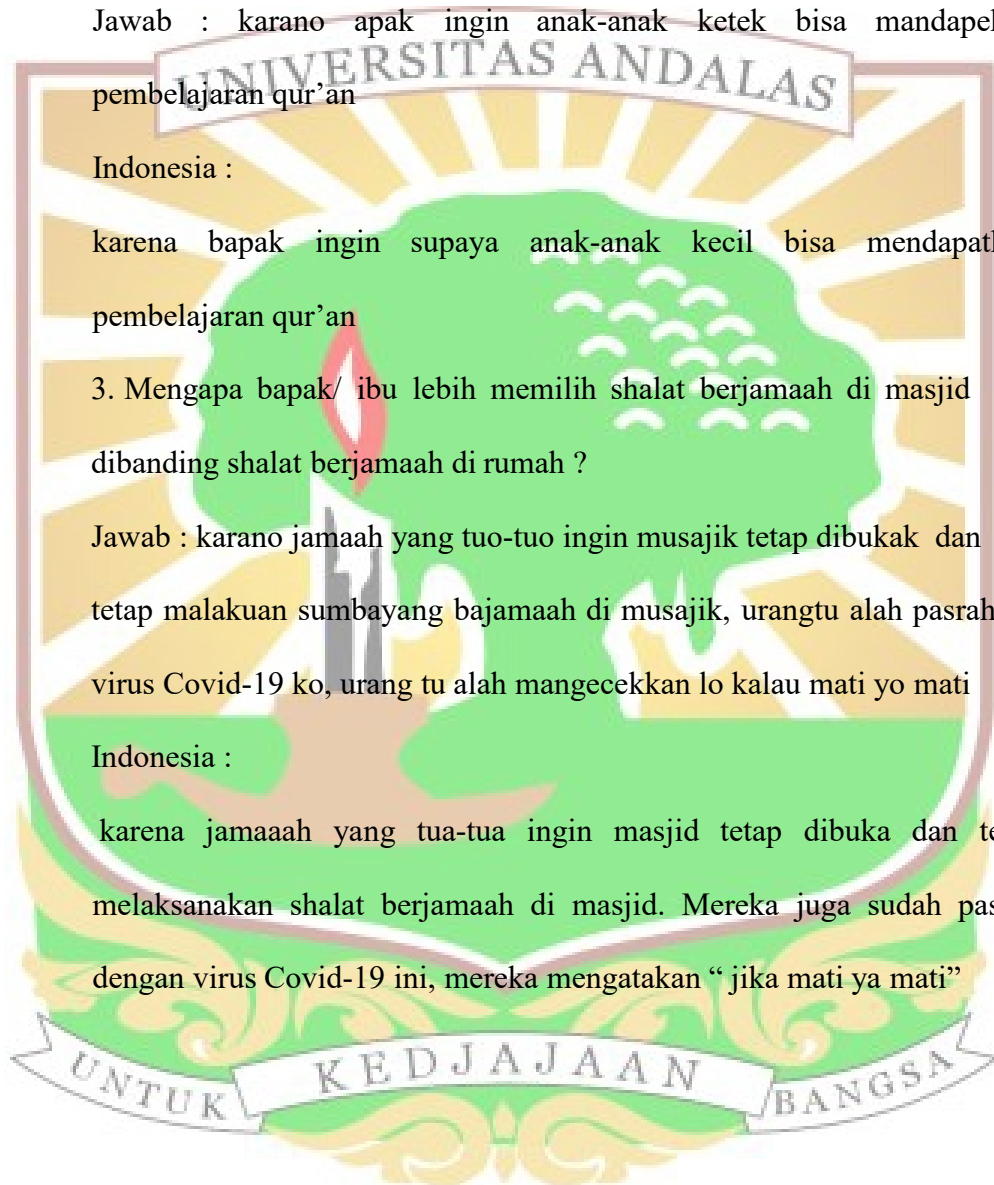 Jawab : karano apak ingin anak-anak ketek bisa
UNIVERSITAS ANDALAS
pembelajaran qur’an
Indonesia :
karena bapak ingin supaya anak-anak kecil bisa
pembelajaran qur’an
3. Mengapa bapak/ ibu lebih memilih shalat berjamaah di masjid
dibanding shalat berjamaah di rumah ?
Jawab : karano jamaah yang tuo-tuo ingin musajik tetap dibukak dan
tetap malakuan sumbayang bajamaah di musajik, urangtu alah pasrah
virus Covid-19 ko, urang tu alah mangecekkan lo kalau mati yo mati
Indonesia :
karena jamaaah yang tua-tua ingin masjid tetap dibuka dan
melaksanakan shalat berjamaah di masjid. Mereka juga sudah
dengan virus Covid-19 ini, mereka mengatakan “ jika mati ya mati”
UNTUK KEDJAJAAN BANGSA